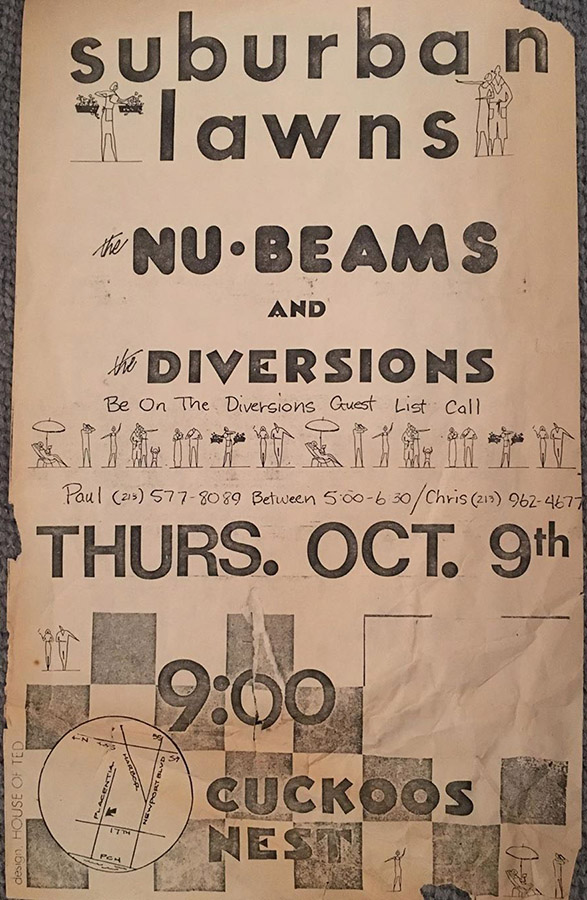 suburban
lawns
the NU·BEAMS
AND
the DIVERSIONS
Be On The Diversions Guest List Call
Paul (213) 577-8089 Between 5:00-6:30/Chris (213) 962-4677
THURS. OCT. 9th
9:00
CUCKOOS
NEST
N
HARBOR
PLACENTIA
NEWPORT BLVD
17TH
PCH
design. HOUSE OF TED